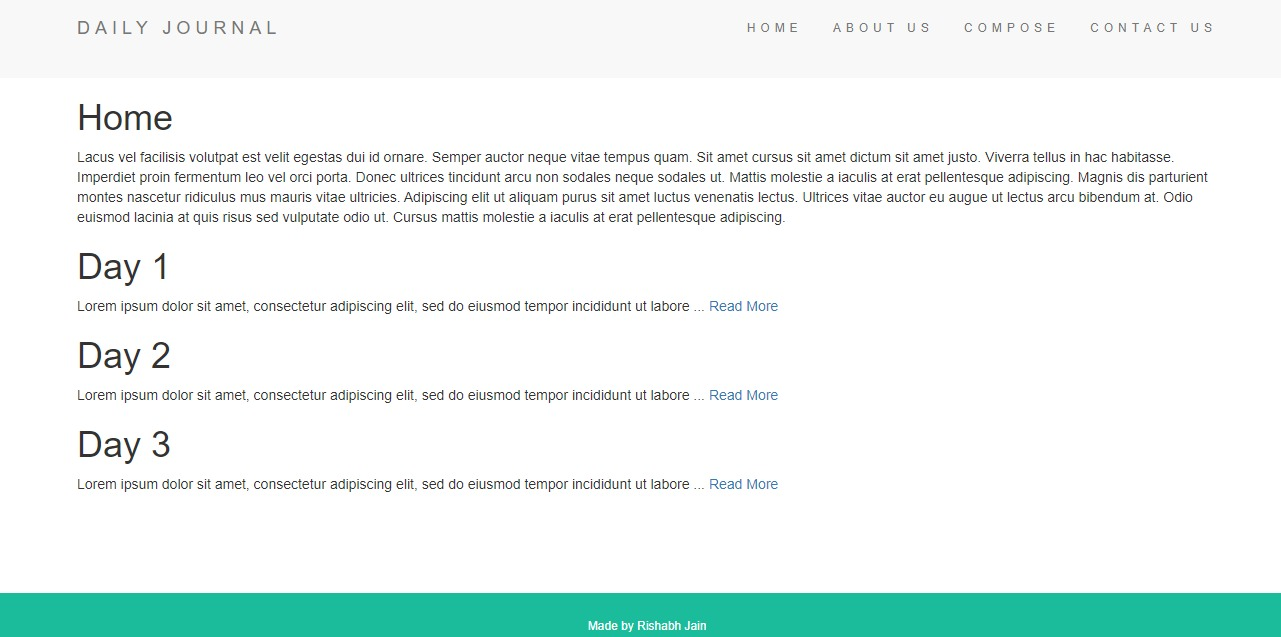 DAILY JOURNAL
HOME ABOUT US COMPOSE CONTACT US
Home
Lacus vel facilisis volutpat est velit egestas dui id ornare. Semper auctor neque vitae tempus quam. Sit amet cursus sit amet dictum sit amet justo. Viverra tellus in hac habitasse.
Imperdiet proin fermentum leo vel orci porta. Donec ultrices tincidunt arcu non sodales neque sodales ut. Mattis molestie a iaculis at erat pellentesque adipiscing. Magnis dis parturient
montes nascetur ridiculus mus mauris vitae ultricies. Adipiscing elit ut aliquam purus sit amet luctus venenatis lectus. Ultrices vitae auctor eu augue ut lectus arcu bibendum at. Odio
euismod lacinia at quis risus sed vulputate odio ut. Cursus mattis molestie a iaculis at erat pellentesque adipiscing.
Day 1
Lorem ipsum dolor sit amet, consectetur adipiscing elit, sed do eiusmod tempor incididunt ut labore ... Read More
Day 2
Lorem ipsum dolor sit amet, consectetur adipiscing elit, sed do eiusmod tempor incididunt ut labore ... Read More
Day 3
Lorem ipsum dolor sit amet, consectetur adipiscing elit, sed do eiusmod tempor incididunt ut labore ... Read More
Made by Rishabh Jain